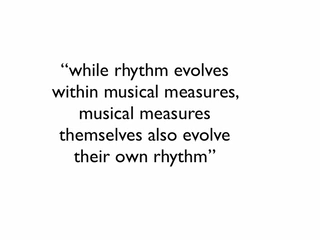 “while rhythm evolves
within musical measures,
musical measures
themselves also evolve
their own rhythm”